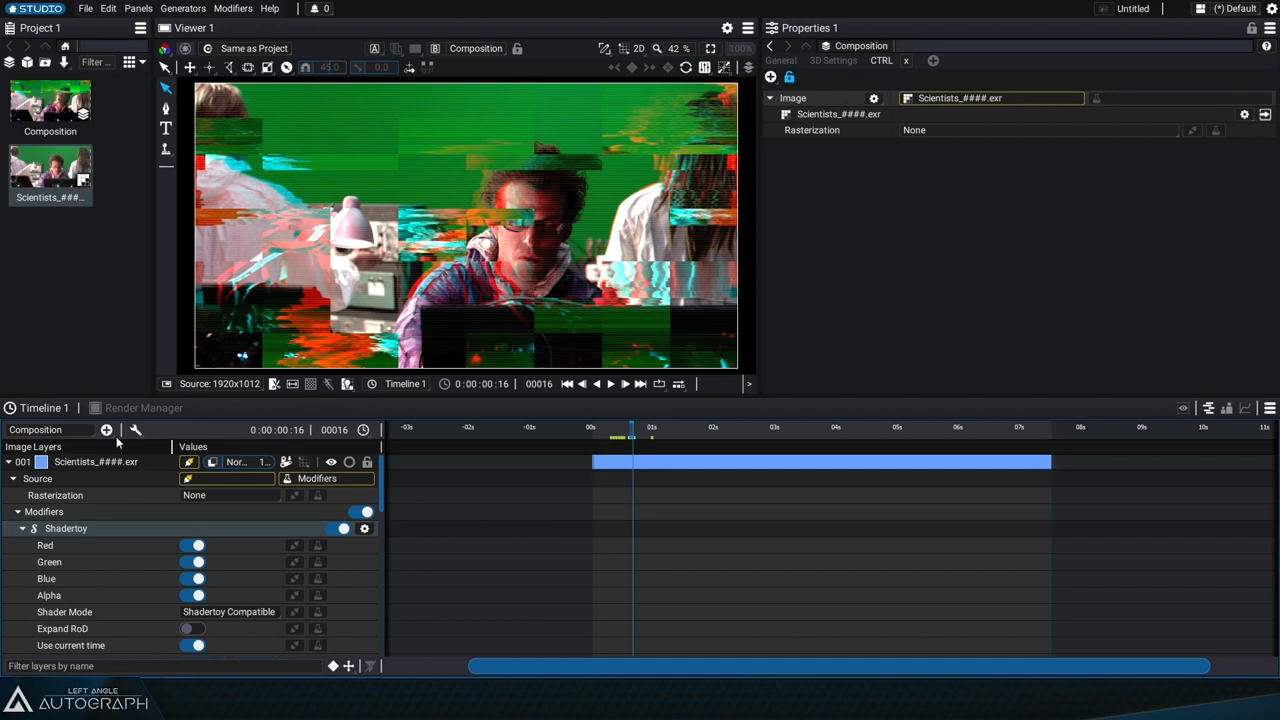 STUDIO File Edit Panels Generators Modifiers Help 0 Untitled (*) Default
Project 1
Viewer 1
Properties 1
Filter ...
Composition
Scientists_###...
Same as Project A B Composition 2D 42 % 100%
45.0 0.0
Composition
General 3D Settings CTRL x
Image Scientists_####.exr
Scientists_####.exr
Rasterization None
Source: 1920x1012 Timeline 1 0:00:00:16 00016 >
Timeline 1 Render Manager
Composition 0:00:00:16 00016
-03s -02s -01s 00s 01s 02s 03s 04s 05s 06s 07s 08s 09s 10s 11s
Image Layers Values
001 Scientists_####.exr Nor... 1...
Source Modifiers
Rasterization None
Modifiers
Shadertoy
Red
Green
Blue
Alpha
Shader Mode Shadertoy Compatible
Expand RoD
Use current time
Filter layers by name
LEFT ANGLE
AUTOGRAPH